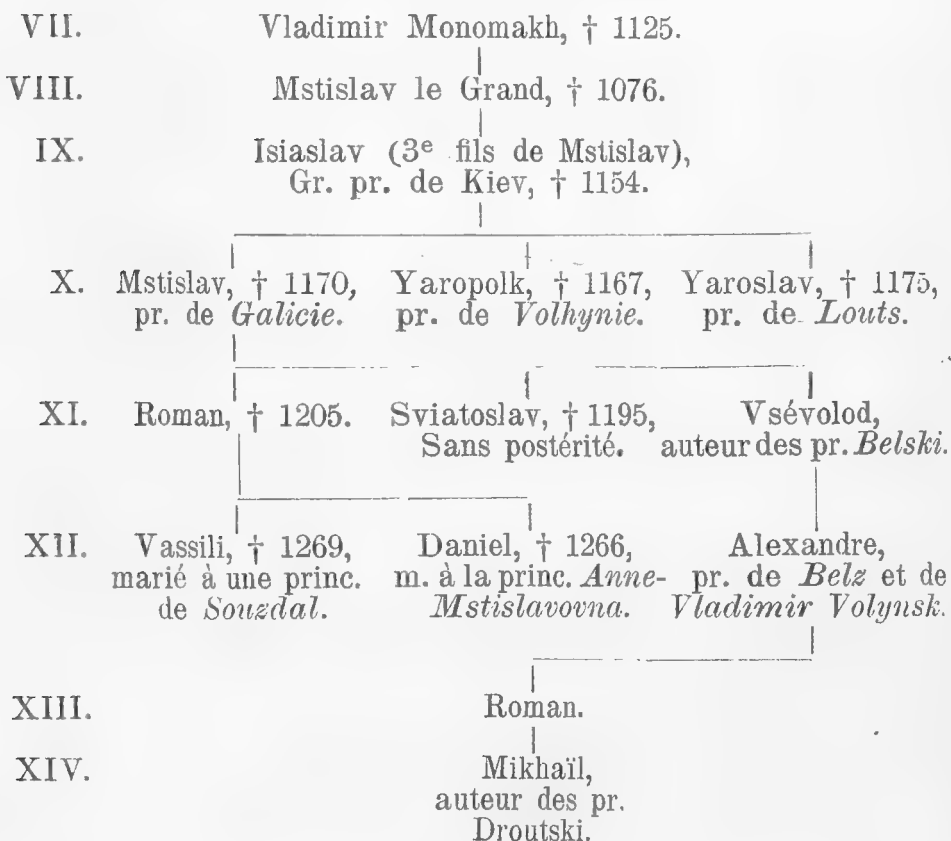 VII. Vladimir Monomakh, † 1125.
VIII. Mstislav le Grand, † 1076.
IX. Isiaslav (3e fils de Mstislav),
Gr. pr. de Kiev, † 1154.
X. Mstislav, † 1170, Yaropolk, † 1167, Yaroslav, † 1175,
pr. de Galicie. pr. de Volhynie. pr. de Louts.
XI. Roman, † 1205. Sviatoslav, † 1195, Vsévolod,
Sans postérité. auteur des pr. Belski.
XII. Vassili, † 1269, Daniel, † 1266, Alexandre,
marié à une princ. m. à la princ. Anne- pr. de Belz et de
de Souzdal. Mstislavovna. Vladimir Volynsk.
XIII. Roman.
XIV. Mikhaïl,
auteur des pr.
Droutski.